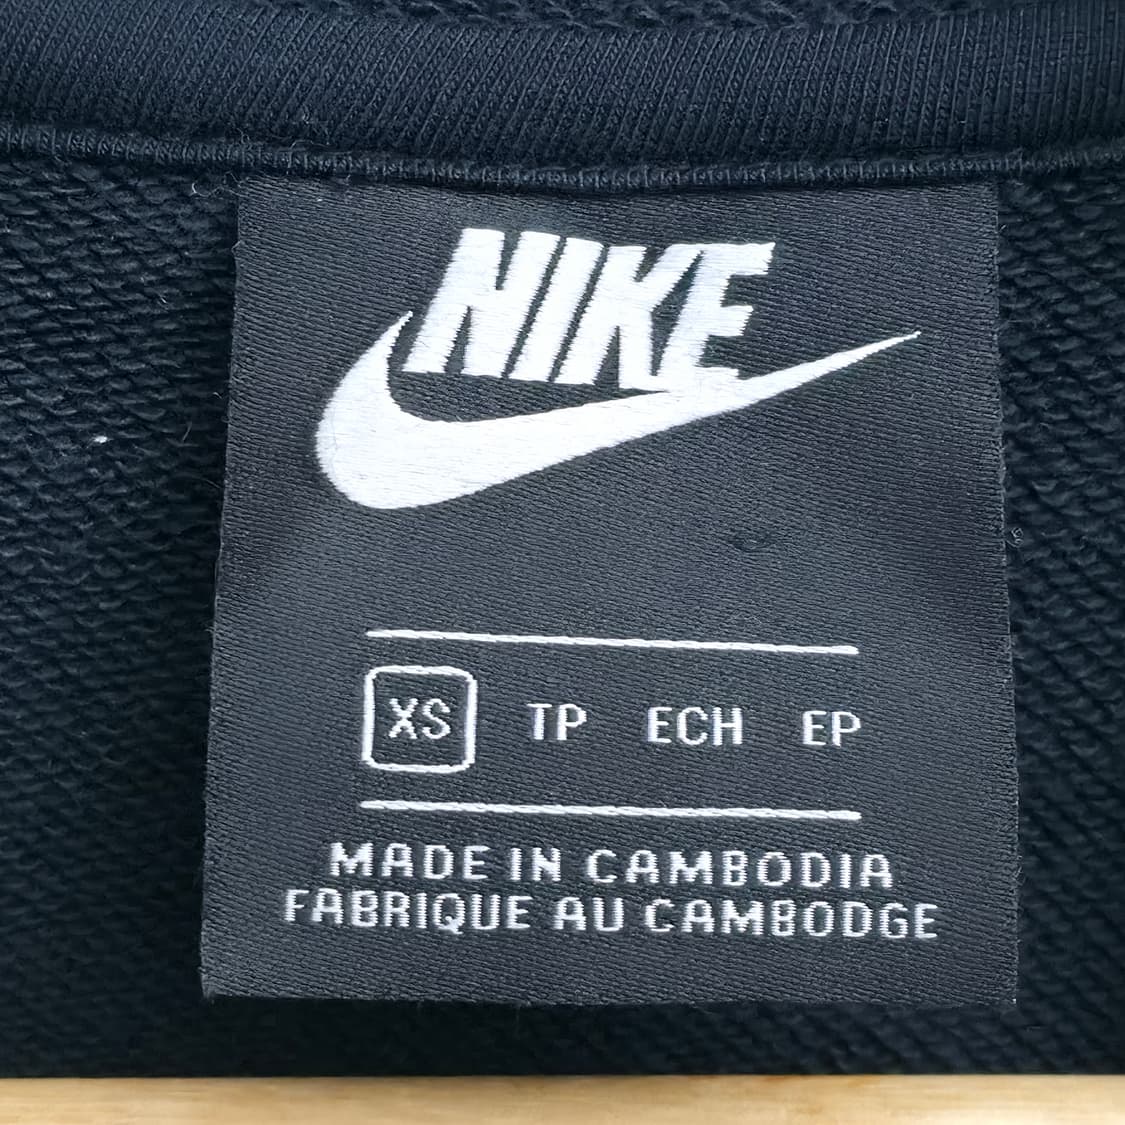 NIKE
XS TP ECH EP
MADE IN CAMBODIA
FABRIQUE AU CAMBODGE